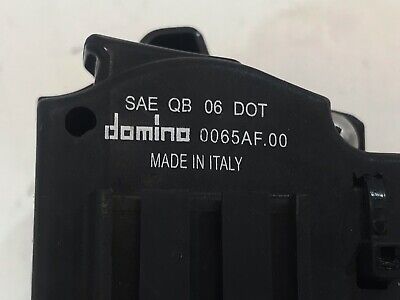 SAE QB 06 DOT
domino 0065AF.00
MADE IN ITALY